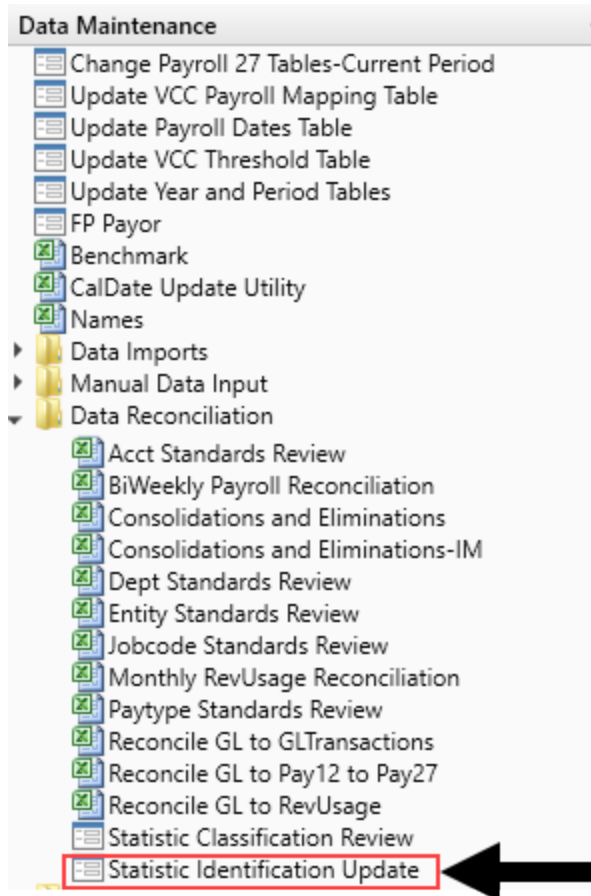 Data Maintenance
Change Payroll 27 Tables-Current Period
Update VCC Payroll Mapping Table
Update Payroll Dates Table
Update VCC Threshold Table
Update Year and Period Tables
FP Payor
Benchmark
CalDate Update Utility
Names
Data Imports
Manual Data Input
Data Reconciliation
Acct Standards Review
BiWeekly Payroll Reconciliation
Consolidations and Eliminations
Consolidations and Eliminations-IM
Dept Standards Review
Entity Standards Review
Jobcode Standards Review
Monthly RevUsage Reconciliation
Paytype Standards Review
Reconcile GL to GLTransactions
Reconcile GL to Pay12 to Pay27
Reconcile GL to RevUsage
Statistic Classification Review
Statistic Identification Update